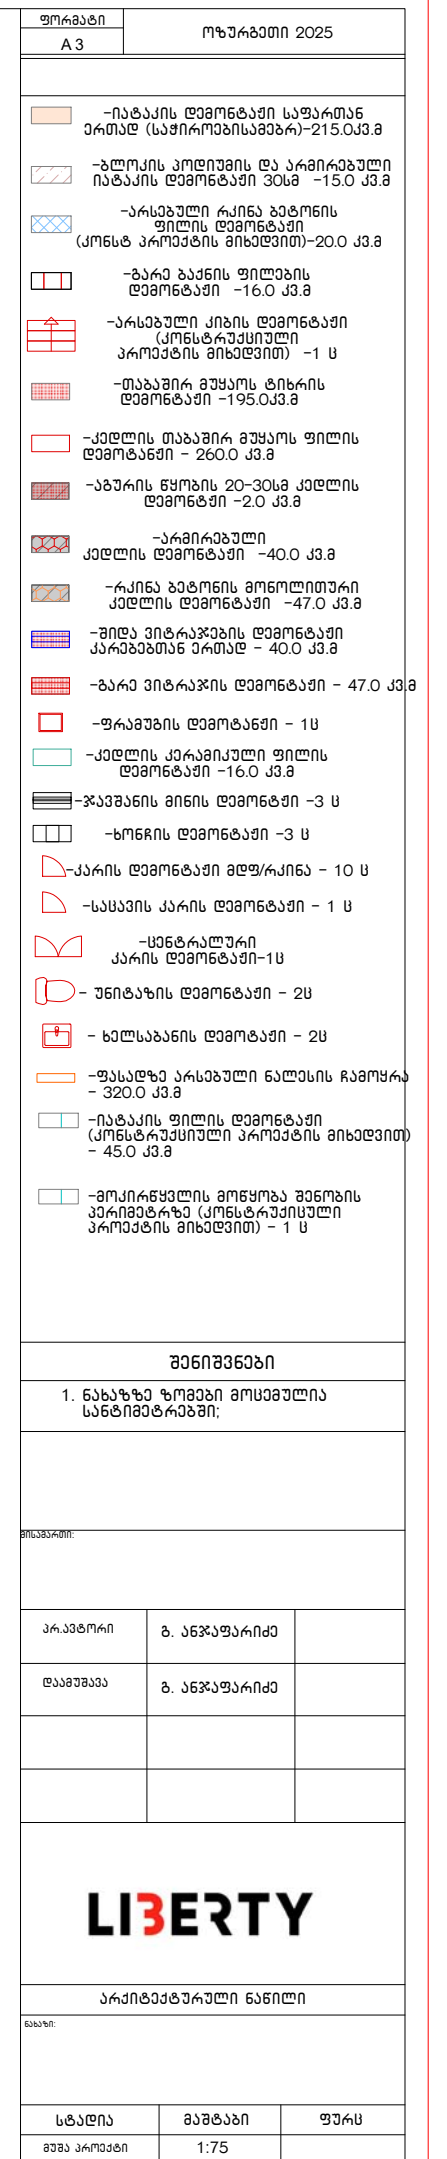 ფორმატი
ოზურგეთი 2025
A 3
-იატაკის დემონტაჟი საფართან
ერთად (საჭიროებისამებრ)-215.0კვ.მ
-ბლოკის პოდიუმის და არმირებული
იატაკის დემონტაჟი 30სმ -15.0 კვ.მ
-არსებული რკინა ბეტონის
ფილის დემონტაჟი
(კონსტ პროექტის მიხედვით)-20.0 კვ.მ
-გარე ბაქნის ფილების
დემონტაჟი -16.0 კვ.მ
-არსებული კიბის დემონტაჟი
(კონსტრუქციული
პროექტის მიხედვით) -1 ც
-თაბაშირ მუყაოს ტიხრის
დემონტაჟი -195.0კვ.მ
-კედლის თაბაშირ მუყაოს ფილის
დემოტანჟი - 260.0 კვ.მ
-აგურის წყობის 20-30სმ კედლის
დემონტჟი -2.0 კვ.მ
-არმირებული
კედლის დემონტაჟი -40.0 კვ.მ
-რკინა ბეტონის მონოლითური
კედლის დემონტაჟი -47.0 კვ.მ
-შიდა ვიტრაჟების დემონტაჟი
კარებებთან ერთად - 40.0 კვ.მ
-გარე ვიტრაჟის დემონტაჟი - 47.0 კვ.მ
-ფრამუგის დემოტანჟი - 1ც
-კედლის კერამიკული ფილის
დემონტაჟი -16.0 კვ.მ
-ჯავშანის მინის დემონტჟი -3 ც
-ხონჩის დემონტაჟი -3 ც
-კარის დემონტაჟი მდფ/რკინა - 10 ც
-საცავის კარის დემონტაჟი - 1 ც
-ცენტრალური
კარის დემონტაჟი-1ც
- უნიტაზის დემონტაჟი - 2ც
- ხელსაბანის დემოტაჟი - 2ც
-ფასადზე არსებული ნალესის ჩამოყრა
- 320.0 კვ.მ
-იატაკის ფილის დემონტაჟი
(კონსტრუქციული პროექტის მიხედვით)
- 45.0 კვ.მ
-მოკირწყვლის მოწყობა შენობის
პერიმეტრზე (კონსტრუქიცული
პროექტის მიხედვით) - 1 ც
შენიშვნები
1. ნახაზზე ზომები მოცემულია
სანტიმეტრებში;
მისამართი:
პრ.ავტორი
გ. ანჯაფარიძე
დაამუშავა
გ. ანჯაფარიძე
LIBERTY
არქიტექტურული ნაწილი
ნახაზი:
სტადია
მაშტაბი
ფურც
მუშა პროექტი
1:75